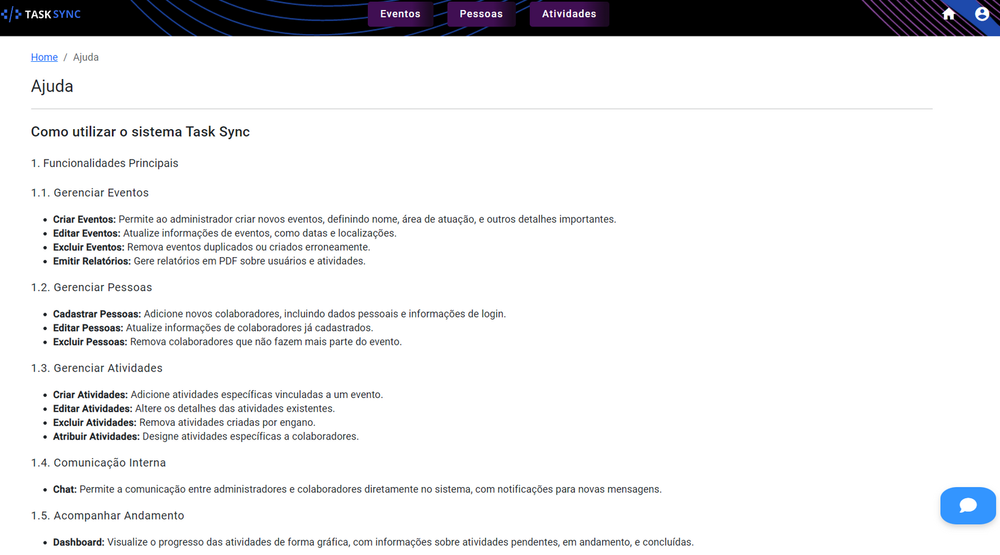 TASK SYNC
Eventos
Pessoas
Atividades
Home / Ajuda
Ajuda
Como utilizar o sistema Task Sync
1. Funcionalidades Principais
1.1. Gerenciar Eventos
Criar Eventos: Permite ao administrador criar novos eventos, definindo nome, área de atuação, e outros detalhes importantes.
Editar Eventos: Atualize informações de eventos, como datas e localizações.
Excluir Eventos: Remova eventos duplicados ou criados erroneamente.
Emitir Relatórios: Gere relatórios em PDF sobre usuários e atividades.
1.2. Gerenciar Pessoas
Cadastrar Pessoas: Adicione novos colaboradores, incluindo dados pessoais e informações de login.
Editar Pessoas: Atualize informações de colaboradores já cadastrados.
Excluir Pessoas: Remova colaboradores que não fazem mais parte do evento.
1.3. Gerenciar Atividades
Criar Atividades: Adicione atividades específicas vinculadas a um evento.
Editar Atividades: Altere os detalhes das atividades existentes.
Excluir Atividades: Remova atividades criadas por engano.
Atribuir Atividades: Designe atividades específicas a colaboradores.
1.4. Comunicação Interna
Chat: Permite a comunicação entre administradores e colaboradores diretamente no sistema, com notificações para novas mensagens.
1.5. Acompanhar Andamento
Dashboard: Visualize o progresso das atividades de forma gráfica, com informações sobre atividades pendentes, em andamento, e concluídas.